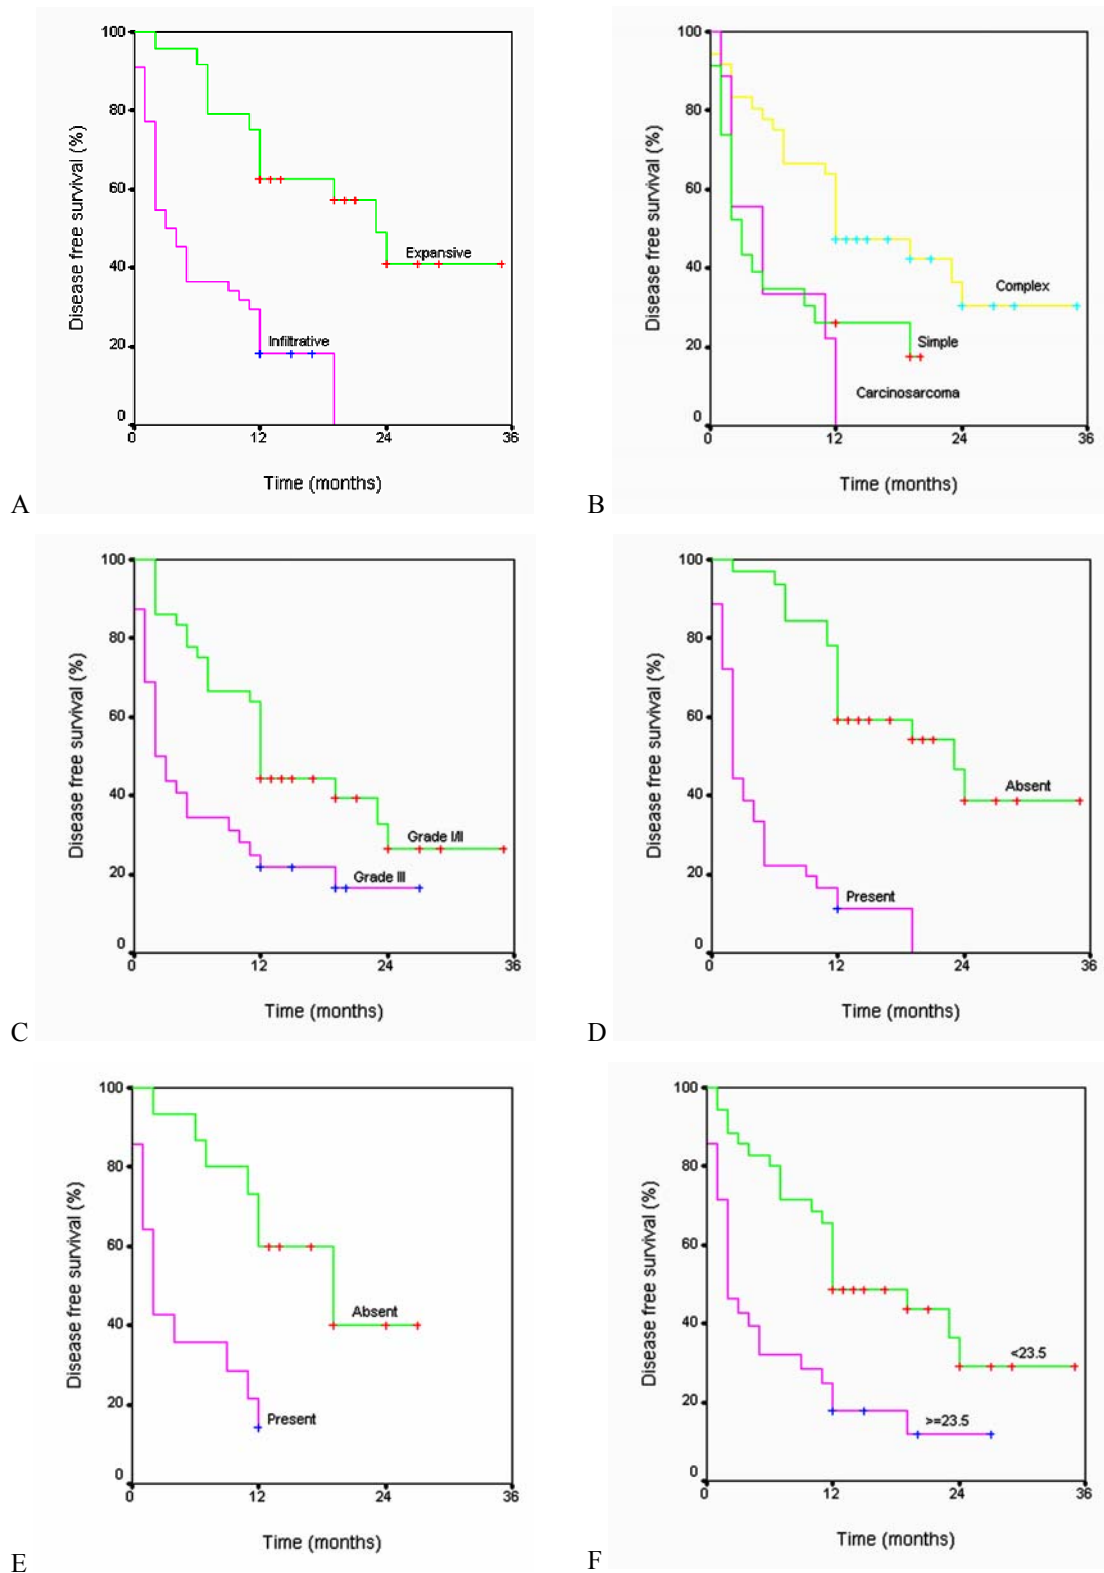 Disease free survival (%)
100
80
60
40
20
0
Expansive
Infiltrative
0 12 24 36
Time (months)
A
Disease free survival (%)
100
80
60
40
20
0
Complex
Simple
Carcinosarcoma
0 12 24 36
Time (months)
B
Disease free survival (%)
100
80
60
40
20
0
Grade I/II
Grade III
0 12 24 36
Time (months)
C
Disease free survival (%)
100
80
60
40
20
0
Absent
Present
0 12 24 36
Time (months)
D
Disease free survival (%)
100
80
60
40
20
0
Absent
Present
0 12 24 36
Time (months)
E
Disease free survival (%)
100
80
60
40
20
0
<23.5
>=23.5
0 12 24 36
Time (months)
F